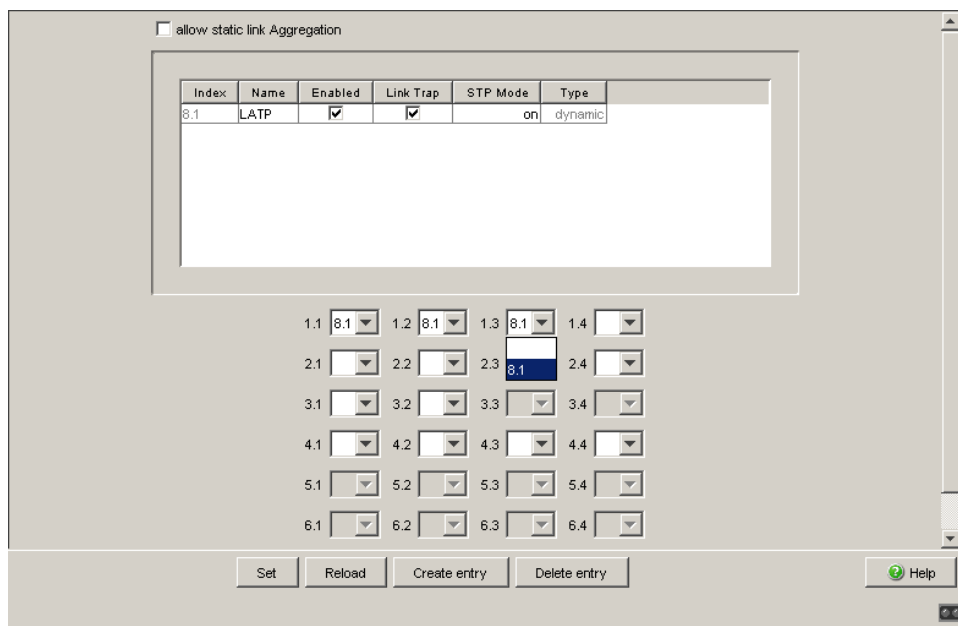 allow static link Aggregation
Index Name Enabled Link Trap STP Mode Type
8.1 LATP on dynamic
1.1 8.1 1.2 8.1 1.3 8.1 1.4
8.1
2.1 2.2 2.3 2.4
3.1 3.2 3.3 3.4
4.1 4.2 4.3 4.4
5.1 5.2 5.3 5.4
6.1 6.2 6.3 6.4
Set Reload Create entry Delete entry Help